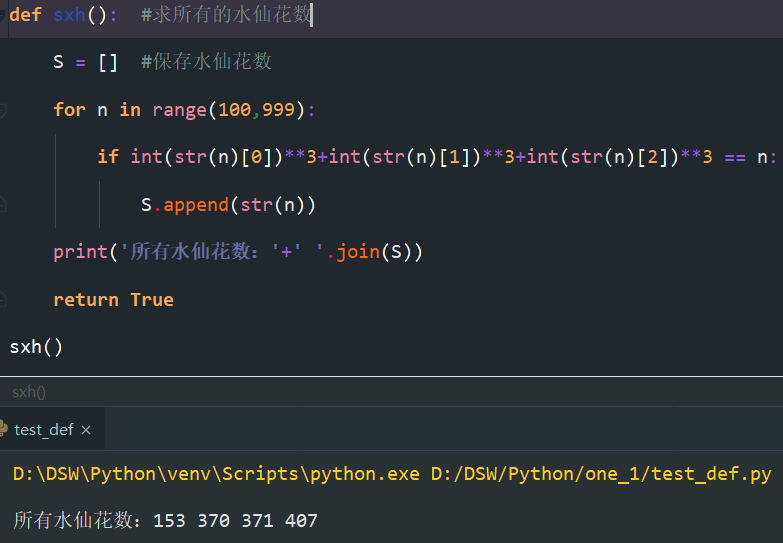 def sxh():  #求所有的水仙花数
    S = []  #保存水仙花数
    for n in range(100,999):
        if int(str(n)[0])**3+int(str(n)[1])**3+int(str(n)[2])**3 == n:
            S.append(str(n))
    print('所有水仙花数：'+' '.join(S))
    return True
sxh()
sxh()
test_def ×
D:\DSW\Python\venv\Scripts\python.exe D:/DSW/Python/one_1/test_def.py
所有水仙花数：153 370 371 407